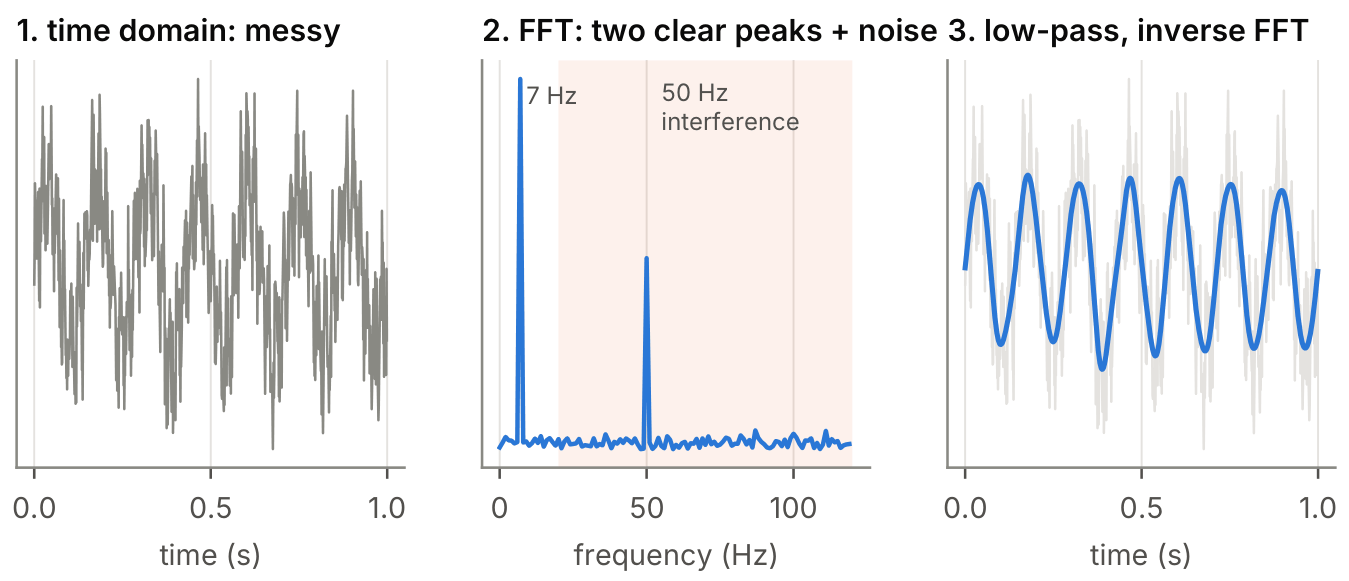 1. time domain: messy
0.0 0.5 1.0
time (s)
2. FFT: two clear peaks + noise
7 Hz
50 Hz
interference
0 50 100
frequency (Hz)
3. low-pass, inverse FFT
0.0 0.5 1.0
time (s)